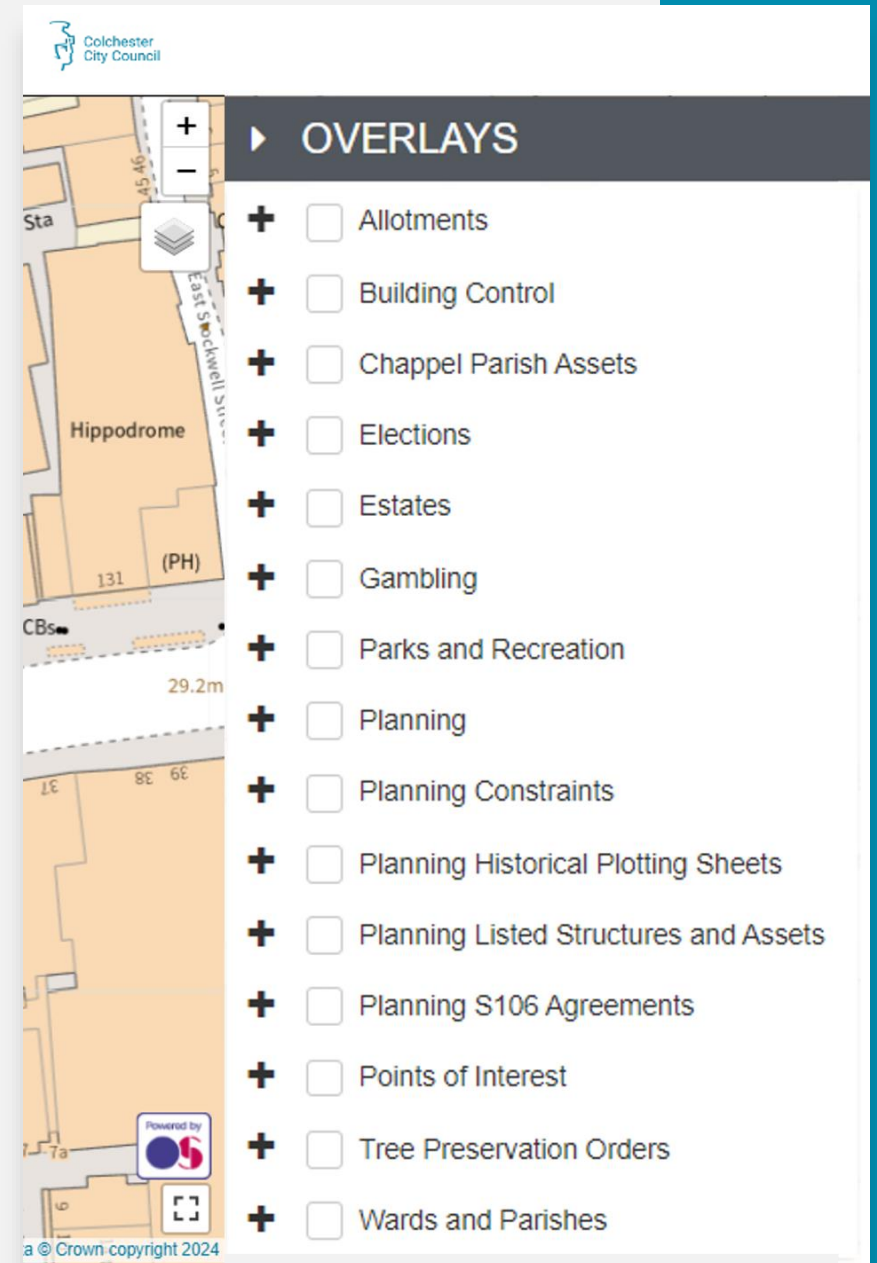 Colchester
City Council
+
−
OVERLAYS
Allotments
Building Control
Chappel Parish Assets
Elections
Estates
Gambling
Parks and Recreation
Planning
Planning Constraints
Planning Historical Plotting Sheets
Planning Listed Structures and Assets
Planning S106 Agreements
Points of Interest
Tree Preservation Orders
Wards and Parishes
45 46
Sta
East Stockwell
Hippodrome
(PH)
131
CBs
29.2m
37
38
39
7a
6
Powered by
OS
© Crown copyright 2024